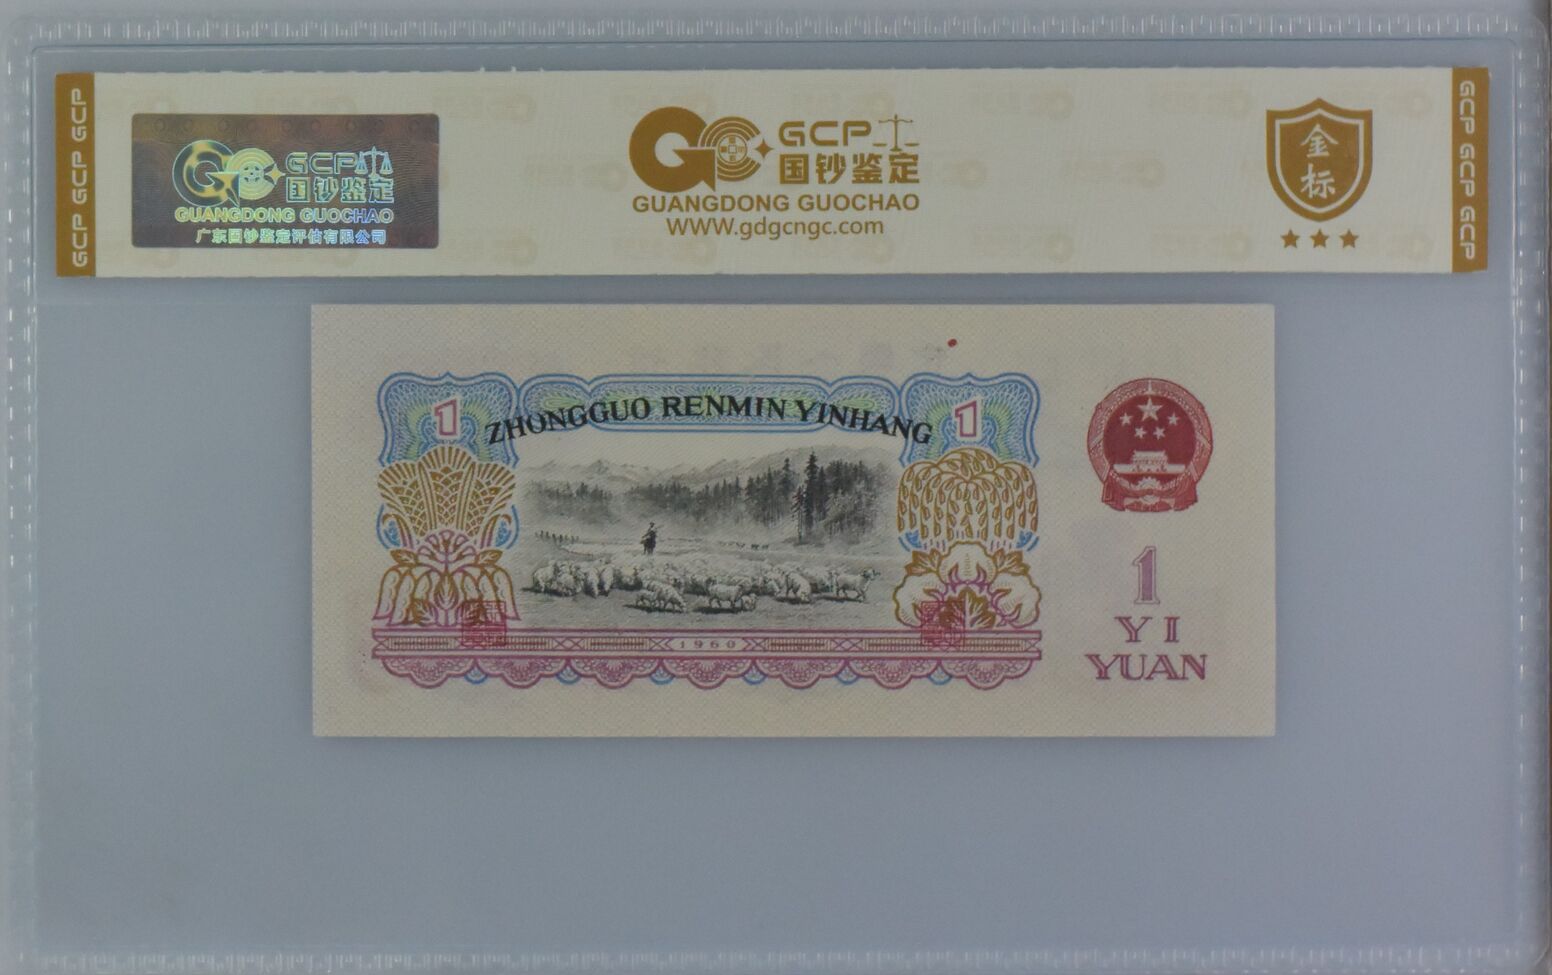 GCP GCP GCP
GCP
国钞鉴定
GUANGDONG GUOCHAO
广东国钞鉴定评估有限公司
GCP
国钞鉴定
GUANGDONG GUOCHAO
WWW.gdgcngc.com
金
标
GCP GCP GCP
1
ZHONGGUO RENMIN YINHANG
1
1960
1
YI
YUAN